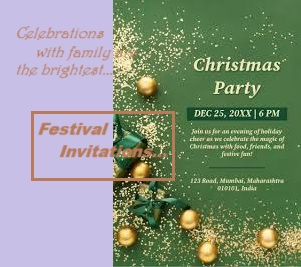 Celebrations
with family
the brightest...
Festival
Invitations...
Christmas
Party
DEC 25, 20XX | 6 PM
Join us for an evening of holiday
cheer as we celebrate the magic of
Christmas with food, friends, and
festive fun!
123 Road, Mumbai, Maharashtra
010101, India